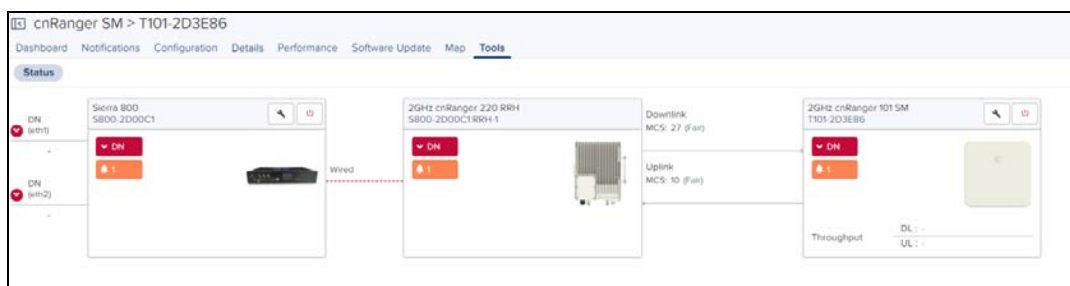 cnRanger SM > T101-2D3E86
Dashboard Notifications Configuration Details Performance Software Update Map Tools
Status
DN
(eth1)
-
DN
(eth2)
-
Sierra 800
S800-2D00C1
DN
1
Wired
2GHz cnRanger 220 RRH
S800-2D00C1:RRH-1
DN
1
Downlink
MCS: 27 (Fair)
Uplink
MCS: 10 (Fair)
2GHz cnRanger 101 SM
T101-2D3E86
DN
1
Throughput
DL : -
UL : -